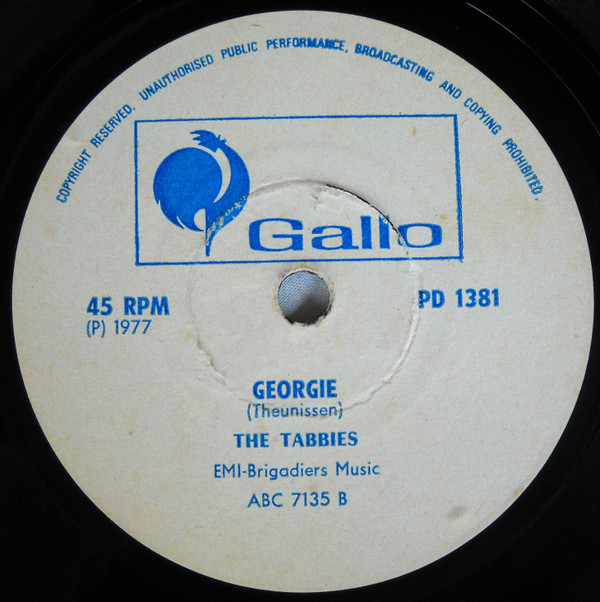 COPYRIGHT RESERVED. UNAUTHORISED PUBLIC PERFORMANCE, BROADCASTING AND COPYING PROHIBITED.
Gallo
45 RPM
PD 1381
(P) 1977
GEORGIE
(Theunissen)
THE TABBIES
EMI-Brigadiers Music
ABC 7135 B